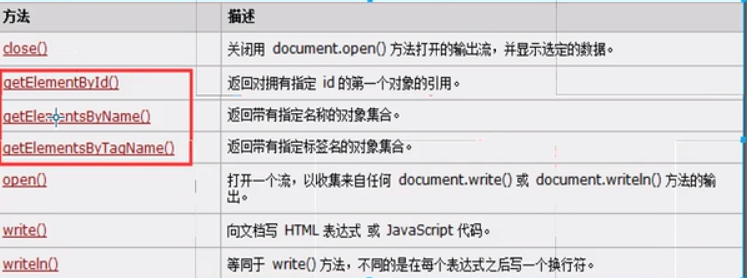 方法 描述
close() 关闭用 document.open() 方法打开的输出流，并显示选定的数据。
getElementById() 返回对拥有指定 id 的第一个对象的引用。
getElementsByName() 返回带有指定名称的对象集合。
getElementsByTagName() 返回带有指定标签名的对象集合。
open() 打开一个流，以收集来自任何 document.write() 或 document.writeln() 方法的输
出。
write() 向文档写 HTML 表达式 或 JavaScript 代码。
writeln() 等同于 write() 方法，不同的是在每个表达式之后写一个换行符。